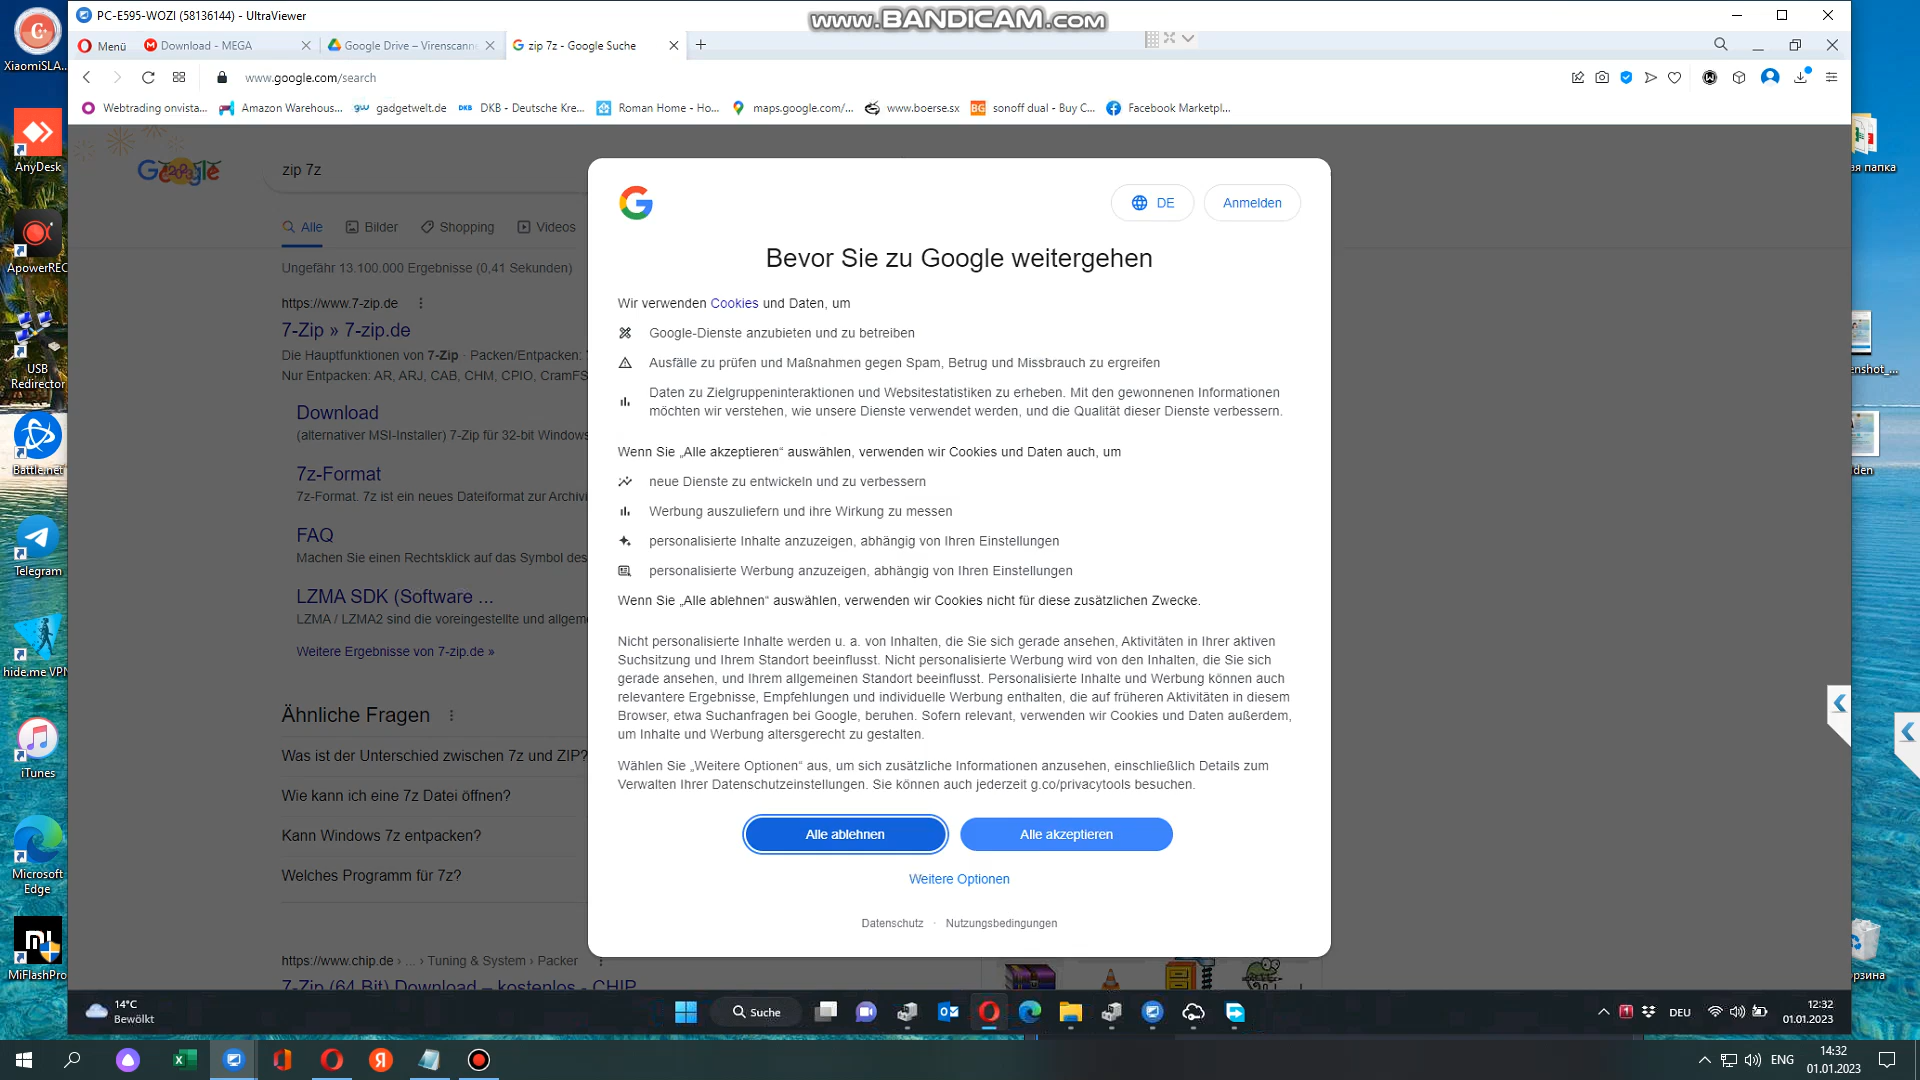 PC-E595-WOZI (58136144) - UltraViewer
www.BANDICAM.com
Menü
Download - MEGA
Google Drive – Virenscann
zip 7z - Google Suche
www.google.com/search
Webtrading onvista...
Amazon Warehous...
gadgetwelt.de
DKB - Deutsche Kre...
Roman Home - Ho...
maps.google.com/...
www.boerse.sx
sonoff dual - Buy C...
Facebook Marketpl...
XiaomiSLA...
AnyDesk
ApowerREC
USB
Redirector
Battle.net
Telegram
hide.me VPN
iTunes
Microsoft
Edge
MiFlashPro
zip 7z
Alle
Bilder
Shopping
Videos
Ungefähr 13.100.000 Ergebnisse (0,41 Sekunden)
https://www.7-zip.de
7-Zip » 7-zip.de
Die Hauptfunktionen von 7-Zip · Packen/Entpacken:
Nur Entpacken: AR, ARJ, CAB, CHM, CPIO, CramFS
Download
(alternativer MSI-Installer) 7-Zip für 32-bit Windows
7z-Format
7z-Format. 7z ist ein neues Dateiformat zur Archivi
FAQ
Machen Sie einen Rechtsklick auf das Symbol des
LZMA SDK (Software ...
LZMA / LZMA2 sind die voreingestellte und allgem
Weitere Ergebnisse von 7-zip.de »
Ähnliche Fragen
Was ist der Unterschied zwischen 7z und ZIP?
Wie kann ich eine 7z Datei öffnen?
Kann Windows 7z entpacken?
Welches Programm für 7z?
https://www.chip.de › ... › Tuning & System › Packer
7-Zip (64 Bit) Download – kostenlos - CHIP
DE
Anmelden
Bevor Sie zu Google weitergehen
Wir verwenden Cookies und Daten, um
Google-Dienste anzubieten und zu betreiben
Ausfälle zu prüfen und Maßnahmen gegen Spam, Betrug und Missbrauch zu ergreifen
Daten zu Zielgruppeninteraktionen und Websitestatistiken zu erheben. Mit den gewonnenen Informationen
möchten wir verstehen, wie unsere Dienste verwendet werden, und die Qualität dieser Dienste verbessern.
Wenn Sie „Alle akzeptieren“ auswählen, verwenden wir Cookies und Daten auch, um
neue Dienste zu entwickeln und zu verbessern
Werbung auszuliefern und ihre Wirkung zu messen
personalisierte Inhalte anzuzeigen, abhängig von Ihren Einstellungen
personalisierte Werbung anzuzeigen, abhängig von Ihren Einstellungen
Wenn Sie „Alle ablehnen“ auswählen, verwenden wir Cookies nicht für diese zusätzlichen Zwecke.
Nicht personalisierte Inhalte werden u. a. von Inhalten, die Sie sich gerade ansehen, Aktivitäten in Ihrer aktiven
Suchsitzung und Ihrem Standort beeinflusst. Nicht personalisierte Werbung wird von den Inhalten, die Sie sich
gerade ansehen, und Ihrem allgemeinen Standort beeinflusst. Personalisierte Inhalte und Werbung können auch
relevantere Ergebnisse, Empfehlungen und individuelle Werbung enthalten, die auf früheren Aktivitäten in diesem
Browser, etwa Suchanfragen bei Google, beruhen. Sofern relevant, verwenden wir Cookies und Daten außerdem,
um Inhalte und Werbung altersgerecht zu gestalten.
Wählen Sie „Weitere Optionen“ aus, um sich zusätzliche Informationen anzusehen, einschließlich Details zum
Verwalten Ihrer Datenschutzeinstellungen. Sie können auch jederzeit g.co/privacytools besuchen.
Alle ablehnen
Alle akzeptieren
Weitere Optionen
Datenschutz · Nutzungsbedingungen
ая папка
enshot_...
iden
рзина
14°C
Bewölkt
Suche
DEU
12:32
01.01.2023
ENG
14:32
01.01.2023